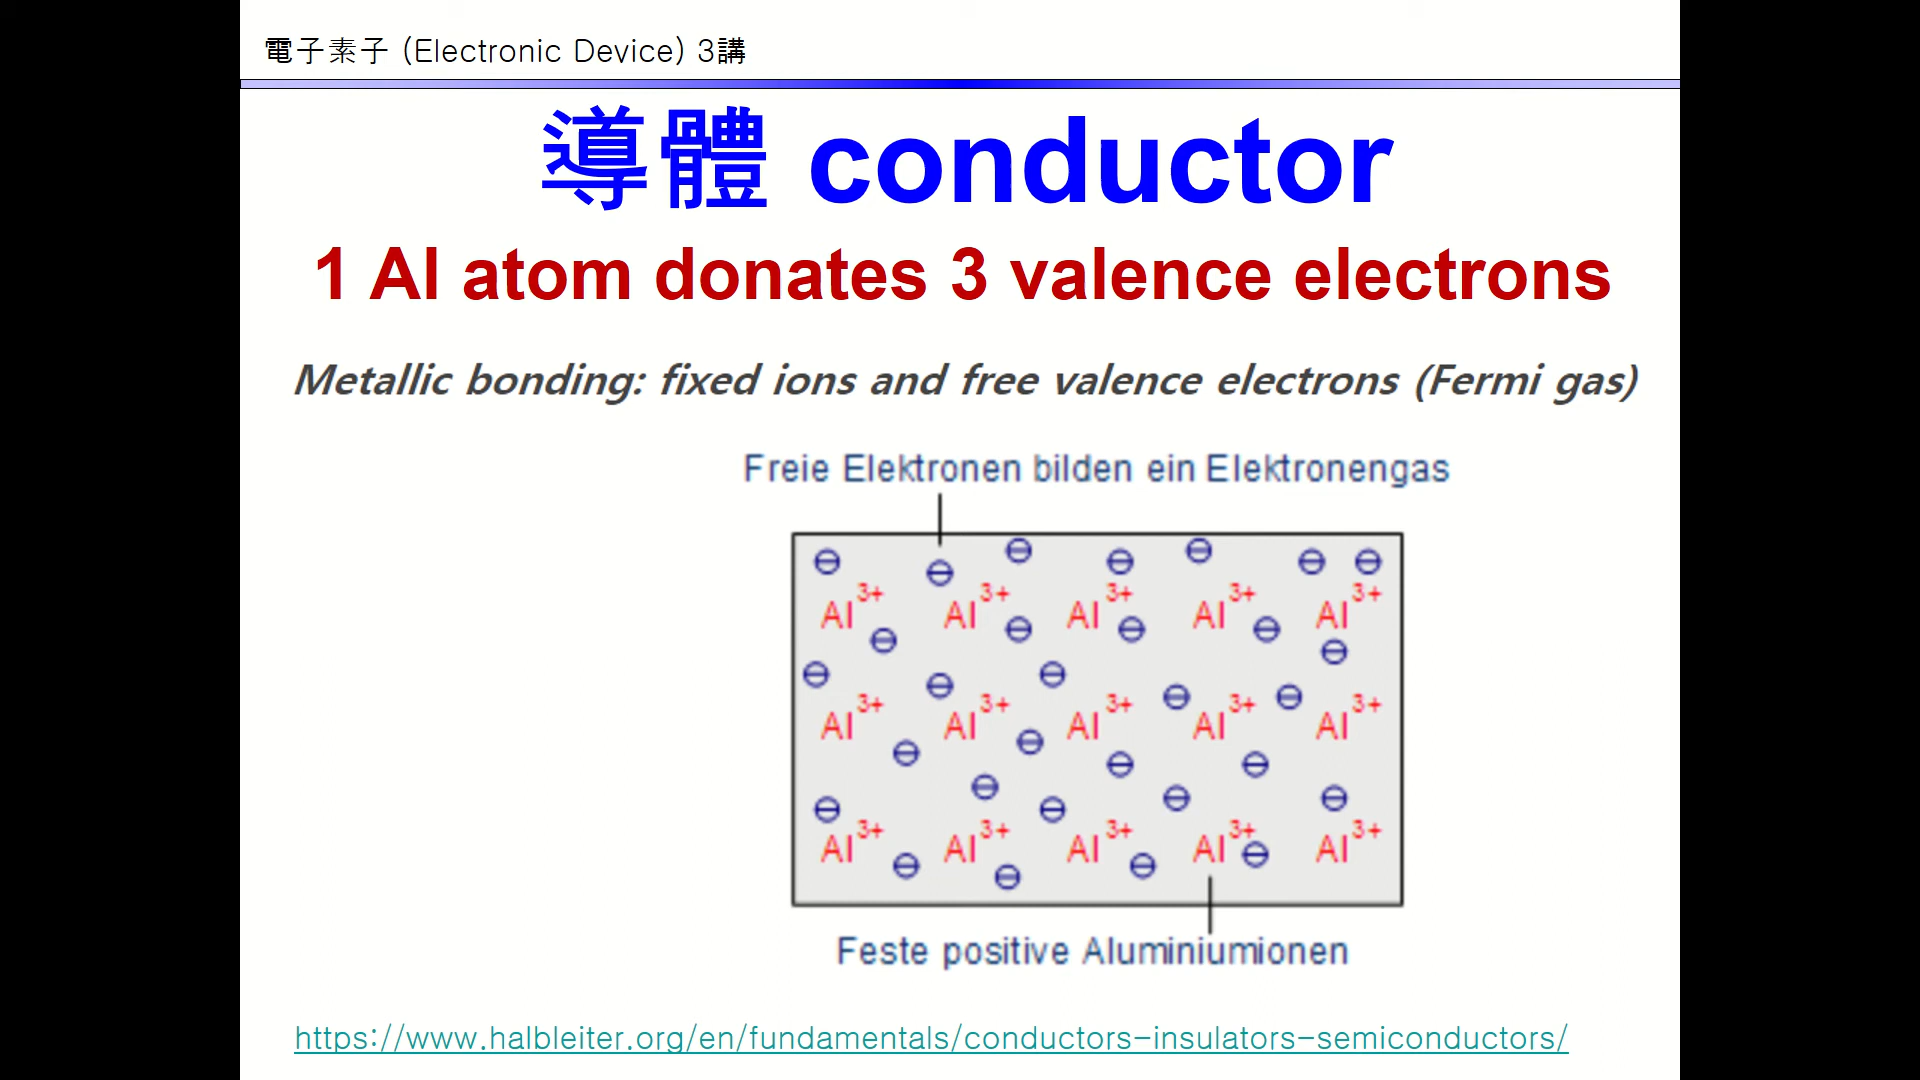 電子素子 (Electronic Device) 3講
導體 conductor
1 Al atom donates 3 valence electrons
Metallic bonding: fixed ions and free valence electrons (Fermi gas)
Freie Elektronen bilden ein Elektronengas
Al3+ Al3+ Al3+ Al3+ Al3+
Al3+ Al3+ Al3+ Al3+ Al3+
Al3+ Al3+ Al3+ Al3+ Al3+
Feste positive Aluminiumionen
https://www.halbleiter.org/en/fundamentals/conductors-insulators-semiconductors/